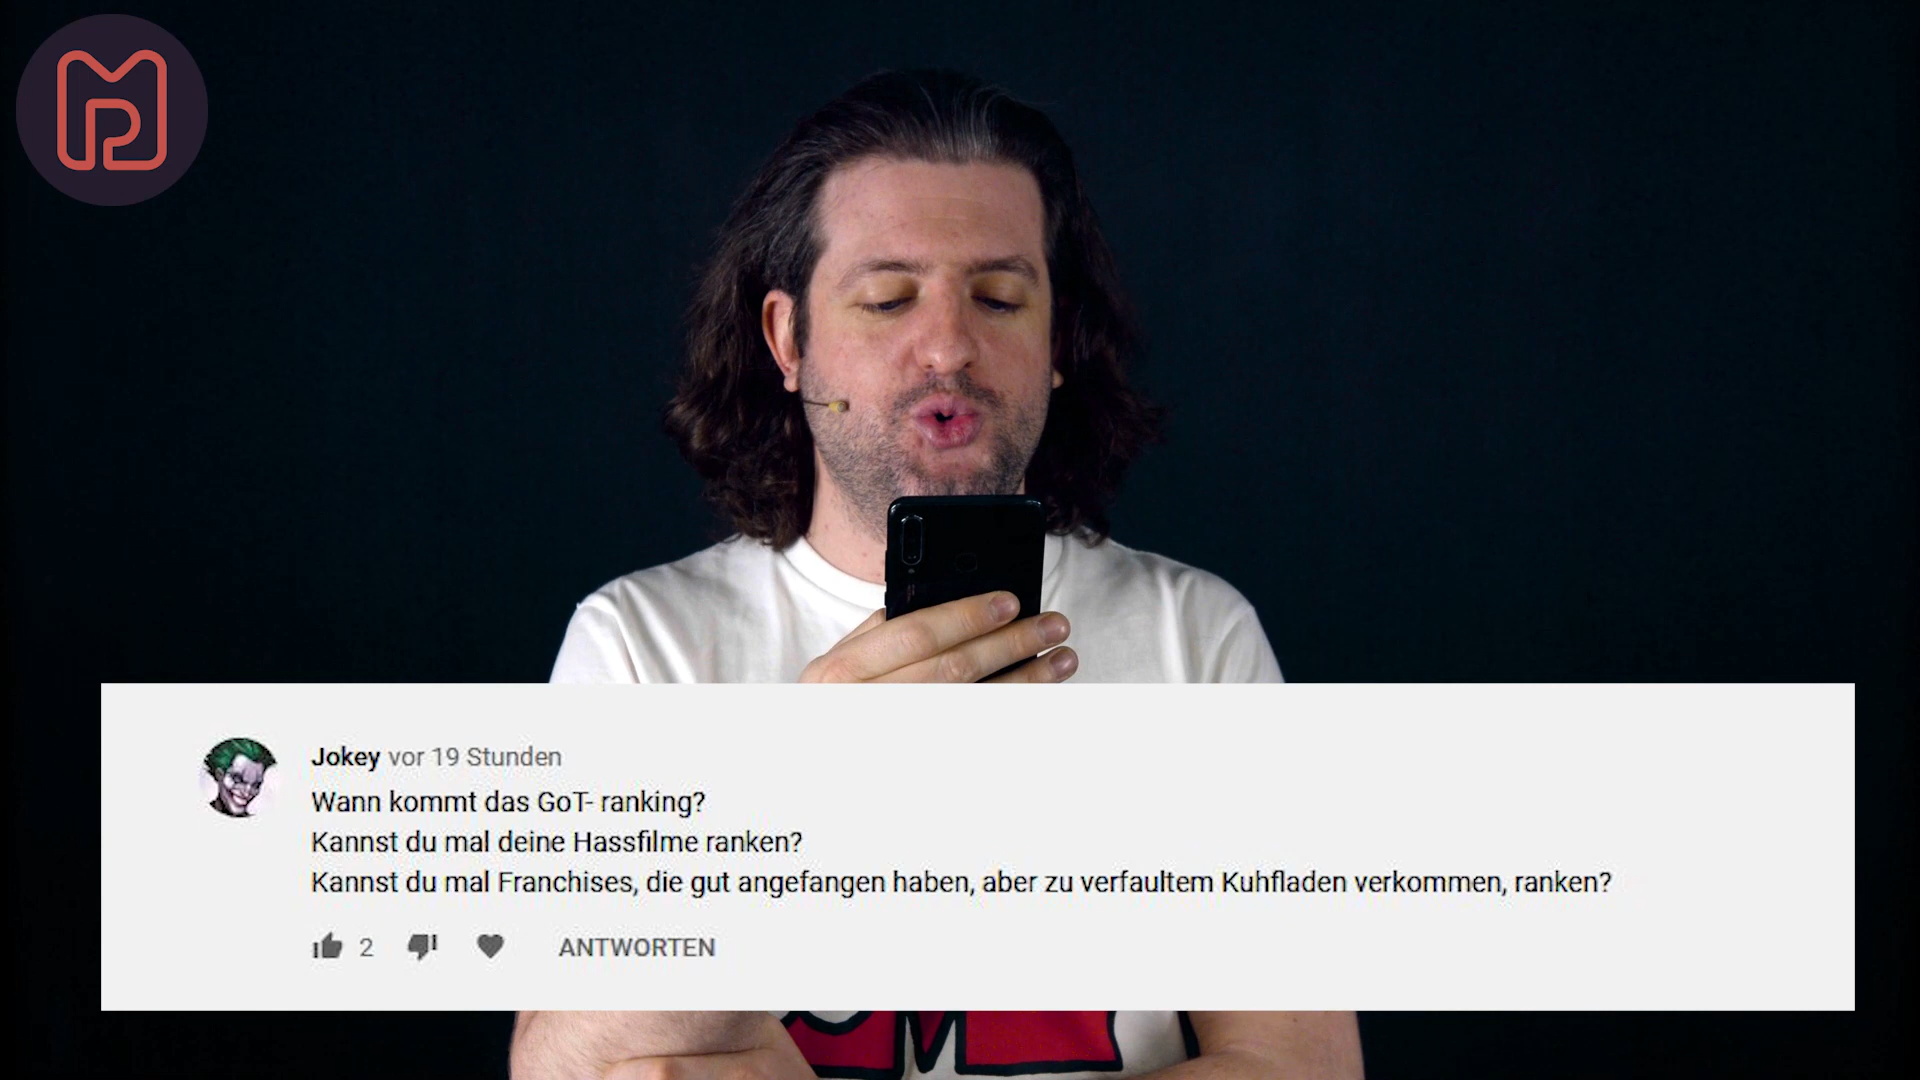 Jokey vor 19 Stunden
Wann kommt das GoT- ranking?
Kannst du mal deine Hassfilme ranken?
Kannst du mal Franchises, die gut angefangen haben, aber zu verfaultem Kuhfladen verkommen, ranken?
2 ANTWORTEN